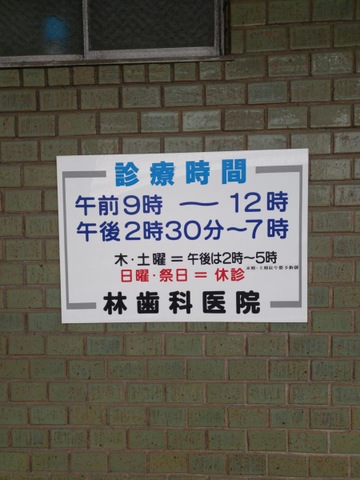 診療時間
午前9時 ― 12時
午後2時30分～7時
木・土曜＝午後は2時～5時
日曜・祭日＝休診
林歯科医院